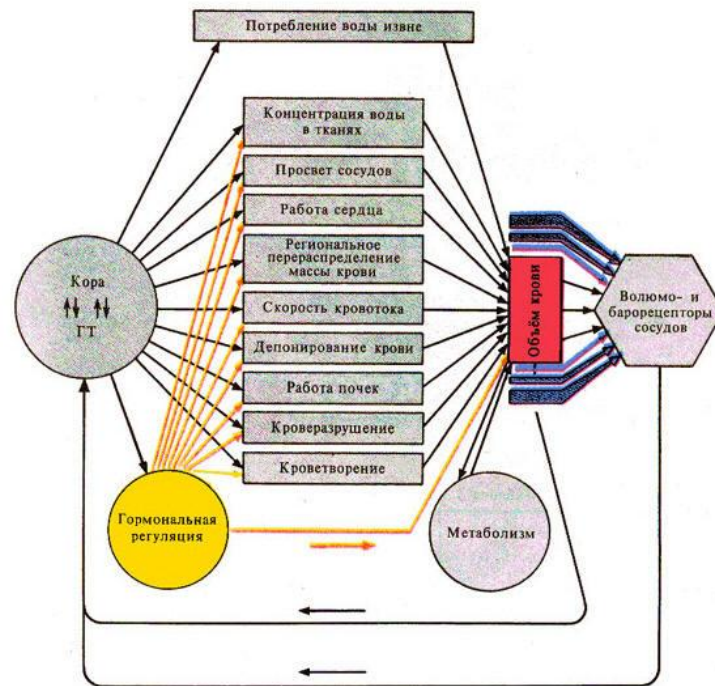 Потребление воды извне
Концентрация воды
в тканях
Просвет сосудов
Работа сердца
Региональное
перераспределение
массы крови
Скорость кровотока
Депонирование крови
Работа почек
Кроверазрушение
Кроветворение
Кора
ГТ
Гормональная
регуляция
Объём крови
Метаболизм
Волюмо- и
барорецепторы
сосудов